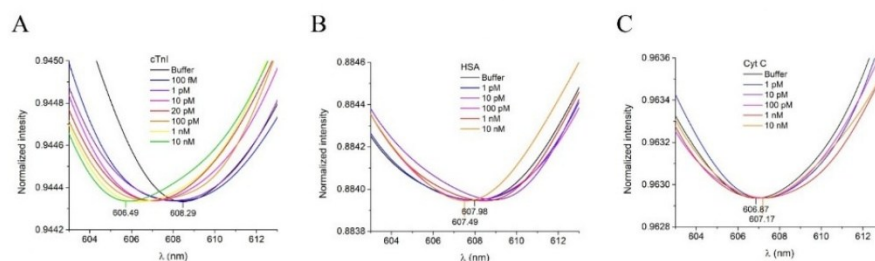 A
B
C
cTnI
Buffer
100 fM
1 pM
10 pM
20 pM
100 pM
1 nM
10 nM
0.9450
0.9448
0.9446
0.9444
0.9442
Normalized intesity
606.49
608.29
604
606
608
610
612
λ (nm)
HSA
Buffer
1 pM
10 pM
100 pM
1 nM
10 nM
0.8846
0.8844
0.8842
0.8840
0.8838
Normalized intensity
607.98
607.49
604
606
608
610
612
λ (nm)
Cyt C
Buffer
1 pM
10 pM
100 pM
1 nM
10 nM
0.9636
0.9634
0.9632
0.9630
0.9628
Normalized intensity
606.87
607.17
604
606
608
610
612
λ (nm)